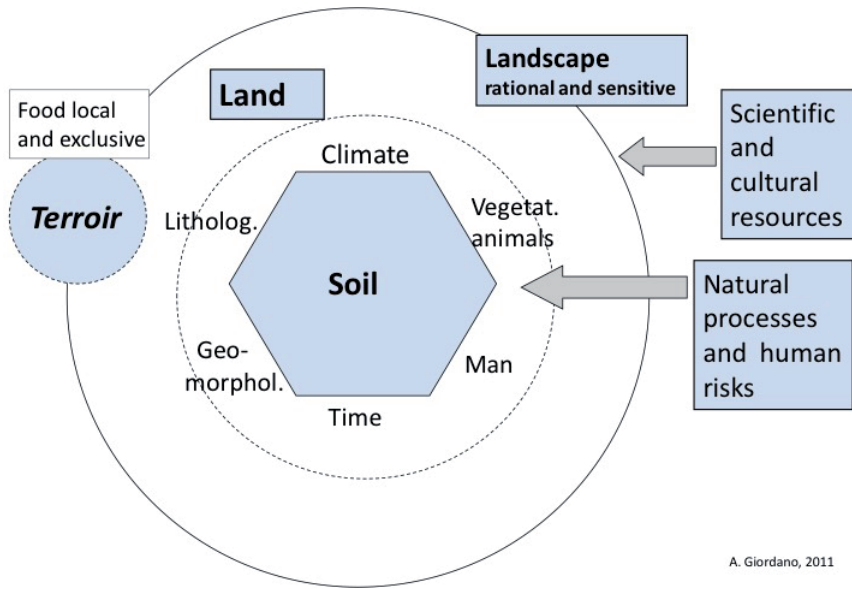 Landscape
rational and sensitive
Land
Food local
and exclusive
Terroir
Scientific
and
cultural
resources
Climate
Litholog.
Vegetat.
animals
Soil
Natural
processes
and human
risks
Geo-
morphol.
Man
Time
A. Giordano, 2011